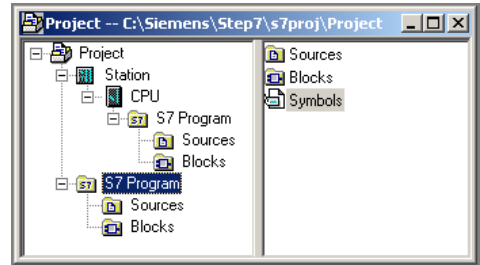 Project -- C:\Siemens\Step7\s7proj\Project
Project
Station
CPU
S7 Program
Sources
Blocks
S7 Program
Sources
Blocks
Sources
Blocks
Symbols